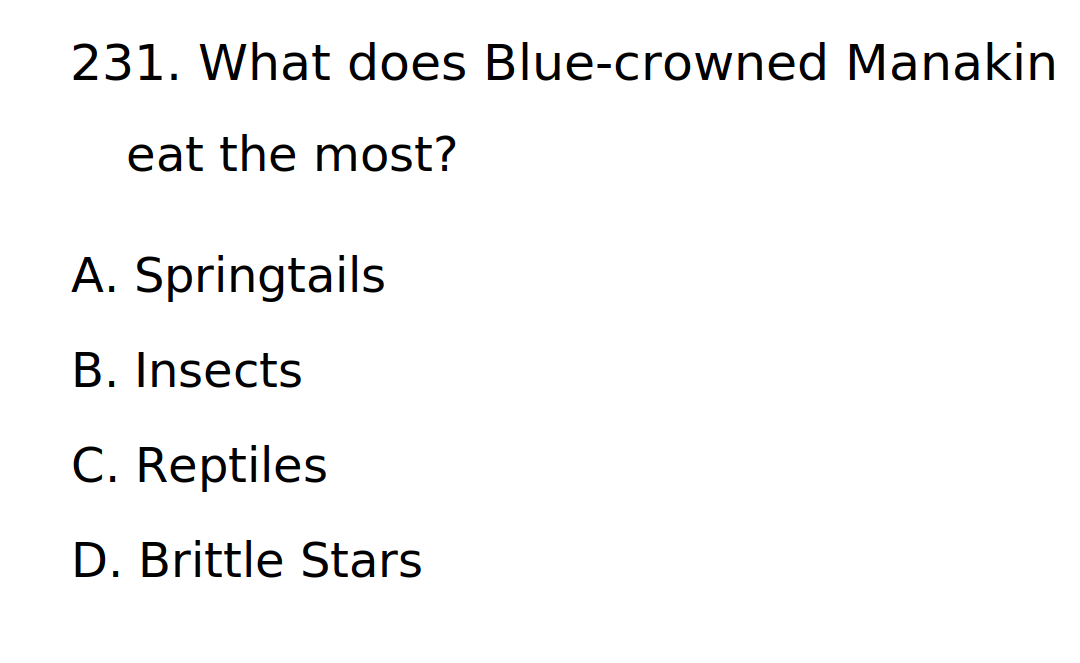 231. What does Blue-crowned Manakin
eat the most?
A. Springtails
B. Insects
C. Reptiles
D. Brittle Stars